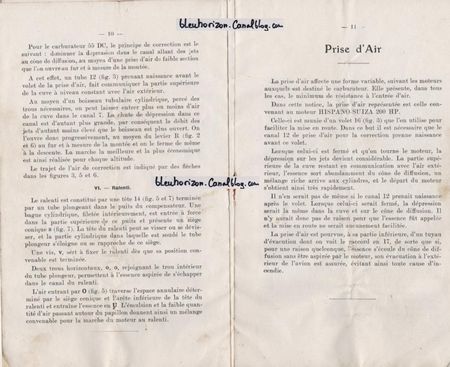 bleuhorizon.Canalblog.com
— 10 —
Pour le carburateur 55 DC, le principe de correction est le
suivant : diminuer la dépression dans le canal allant des jets
au cône de diffusion, au moyen d'une prise d'air de faible section
que l'on ouvre au fur et à mesure de la montée.
A cet effet, un tube 12 (fig. 5) prenant naissance avant le
volet de la prise d'air, fait communiquer la partie supérieure
de la cuve à niveau constant avec l'air extérieur.
Au moyen d'un boisseau tubulaire cylindrique, percé des
trous nécessaires, on peut laisser entrer plus ou moins d'air
de la cuve dans le canal 7. La chute de dépression dans ce
canal est d'autant plus grande, par conséquent le débit des
jets d'autant moins élevé que le boisseau est plus ouvert. On
l'ouvre donc progressivement, au moyen du levier R (fig. 2
et 6) au fur et à mesure de la montée et on le ferme de même
à la descente. La marche la meilleure et la plus économique
est ainsi réalisée pour chaque altitude.
Le trajet de l'air de correction est indiqué par des flèches
dans les figures 3, 5 et 6.
bleuhorizon.Canalblog.com
VI. — Ralenti.
Le ralenti est constitué par une tête 14 (fig. 5 et 7) terminée
par un tube plongeant dans le puits du compensateur. Une
bague cylindrique, filetée intérieurement, est entrée à force
dans la partie supérieure de ce puits et présente un siège
conique s (fig. 7). La tête du ralenti peut se visser ou se dévis-
ser, et la partie cylindrique dans laquelle est soudé le tube
plongeur s'éloigne ou se rapproche de ce siège.
Une vis, v, sert à fixer le ralenti dès que sa position conve-
nable est terminée.
Deux trous horizontaux, o, o, rejoignant le trou intérieur
du tube plongeur, permettent à l'essence aspirée de s'échapper
dans le canal du ralenti.
L'air entrant par O (fig. 5) traverse l'espace annulaire déter-
miné par le siège conique et l'arête inférieure de la tête du
ralenti et entraîne l'essence en y. L'émulsion et la faible quantité
d'air passant autour du papillon donnent ainsi un mélange
convenable pour la marche du moteur au ralenti.
— 11 —
Prise d'Air
La prise d'air affecte une forme variable, suivant les moteurs
auxquels est destiné le carburateur. Elle présente, dans tous
les cas, le minimum de résistance à l'entrée d'air.
Dans cette notice, la prise d'air représentée est celle conve-
nant au moteur HISPANO-SUIZA 200 HP.
Celle-ci est munie d'un volet 16 (fig. 5) que l'on utilise pour
faciliter la mise en route. Dans ce but il est nécessaire que le
canal 12 de prise d'air pour la correction prenne naissance
avant ce volet.
Lorsque celui-ci est fermé et qu'on tourne le moteur, la
dépression sur les jets devient considérable. La partie supé-
rieure de la cuve restant en communication avec l'air exté-
rieur, l'essence sort abondamment du cône de diffusion, un
mélange riche arrive aux cylindres, et le départ du moteur
s'obtient ainsi très rapidement.
Il n'en serait pas de même si le canal 12 prenait naissance
après le volet. Lorsque celui-ci serait fermé, la dépression
serait la même dans la cuve et sur le cône de diffusion. Il
n'y aurait donc pas de raison pour que l'essence fût appelée
et la mise en route ne serait aucunement facilitée.
La prise d'air est pourvue, à sa partie inférieure, d'un tuyau
d'évacuation dont on voit le raccord en 17, de sorte que si,
pour une raison quelconque, l'essence s'écoule du cône de dif-
fusion sans être aspirée par le moteur, son évacuation à l'exté-
rieur de l'avion est assurée, évitant ainsi toute cause d'in-
cendie.